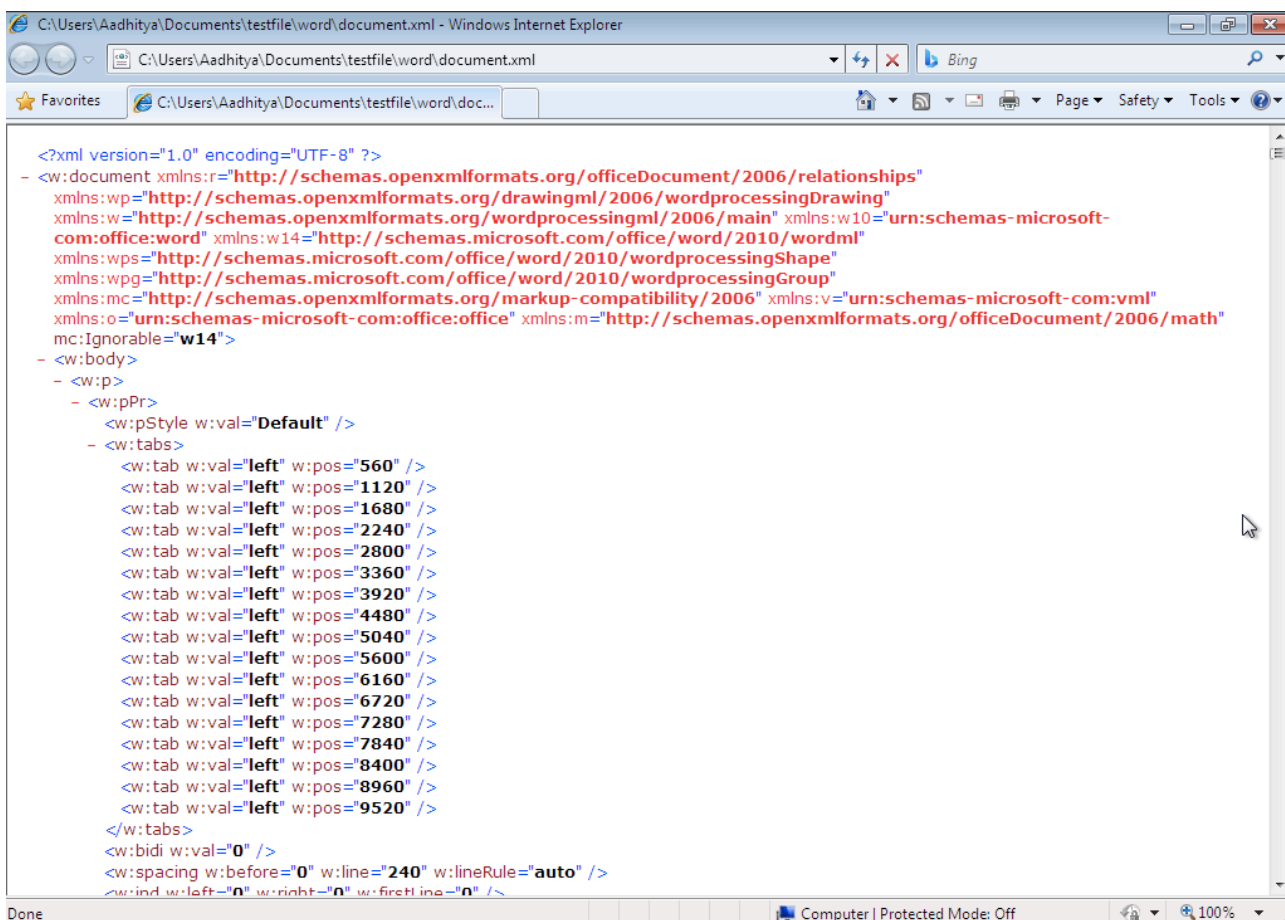 C:\Users\Aadhitya\Documents\testfile\word\document.xml - Windows Internet Explorer
C:\Users\Aadhitya\Documents\testfile\word\document.xml
Bing
Favorites
C:\Users\Aadhitya\Documents\testfile\word\doc...
Page
Safety
Tools
<?xml version="1.0" encoding="UTF-8" ?>
- <w:document xmlns:r="http://schemas.openxmlformats.org/officeDocument/2006/relationships"
xmlns:wp="http://schemas.openxmlformats.org/drawingml/2006/wordprocessingDrawing"
xmlns:w="http://schemas.openxmlformats.org/wordprocessingml/2006/main" xmlns:w10="urn:schemas-microsoft-
com:office:word" xmlns:w14="http://schemas.microsoft.com/office/word/2010/wordml"
xmlns:wps="http://schemas.microsoft.com/office/word/2010/wordprocessingShape"
xmlns:wpg="http://schemas.microsoft.com/office/word/2010/wordprocessingGroup"
xmlns:mc="http://schemas.openxmlformats.org/markup-compatibility/2006" xmlns:v="urn:schemas-microsoft-com:vml"
xmlns:o="urn:schemas-microsoft-com:office:office" xmlns:m="http://schemas.openxmlformats.org/officeDocument/2006/math"
mc:Ignorable="w14">
- <w:body>
- <w:p>
- <w:pPr>
<w:pStyle w:val="Default" />
- <w:tabs>
<w:tab w:val="left" w:pos="560" />
<w:tab w:val="left" w:pos="1120" />
<w:tab w:val="left" w:pos="1680" />
<w:tab w:val="left" w:pos="2240" />
<w:tab w:val="left" w:pos="2800" />
<w:tab w:val="left" w:pos="3360" />
<w:tab w:val="left" w:pos="3920" />
<w:tab w:val="left" w:pos="4480" />
<w:tab w:val="left" w:pos="5040" />
<w:tab w:val="left" w:pos="5600" />
<w:tab w:val="left" w:pos="6160" />
<w:tab w:val="left" w:pos="6720" />
<w:tab w:val="left" w:pos="7280" />
<w:tab w:val="left" w:pos="7840" />
<w:tab w:val="left" w:pos="8400" />
<w:tab w:val="left" w:pos="8960" />
<w:tab w:val="left" w:pos="9520" />
</w:tabs>
<w:bidi w:val="0" />
<w:spacing w:before="0" w:line="240" w:lineRule="auto" />
<w:ind w:left="0" w:right="0" w:firstLine="0" />
Done
Computer | Protected Mode: Off
100%